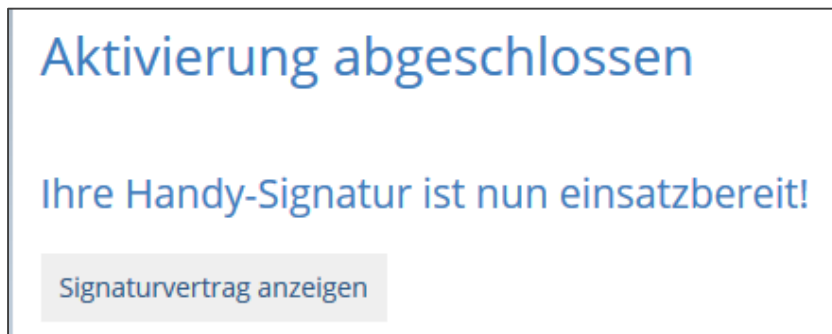 Aktivierung abgeschlossen
Ihre Handy-Signatur ist nun einsatzbereit!
Signaturvertrag anzeigen